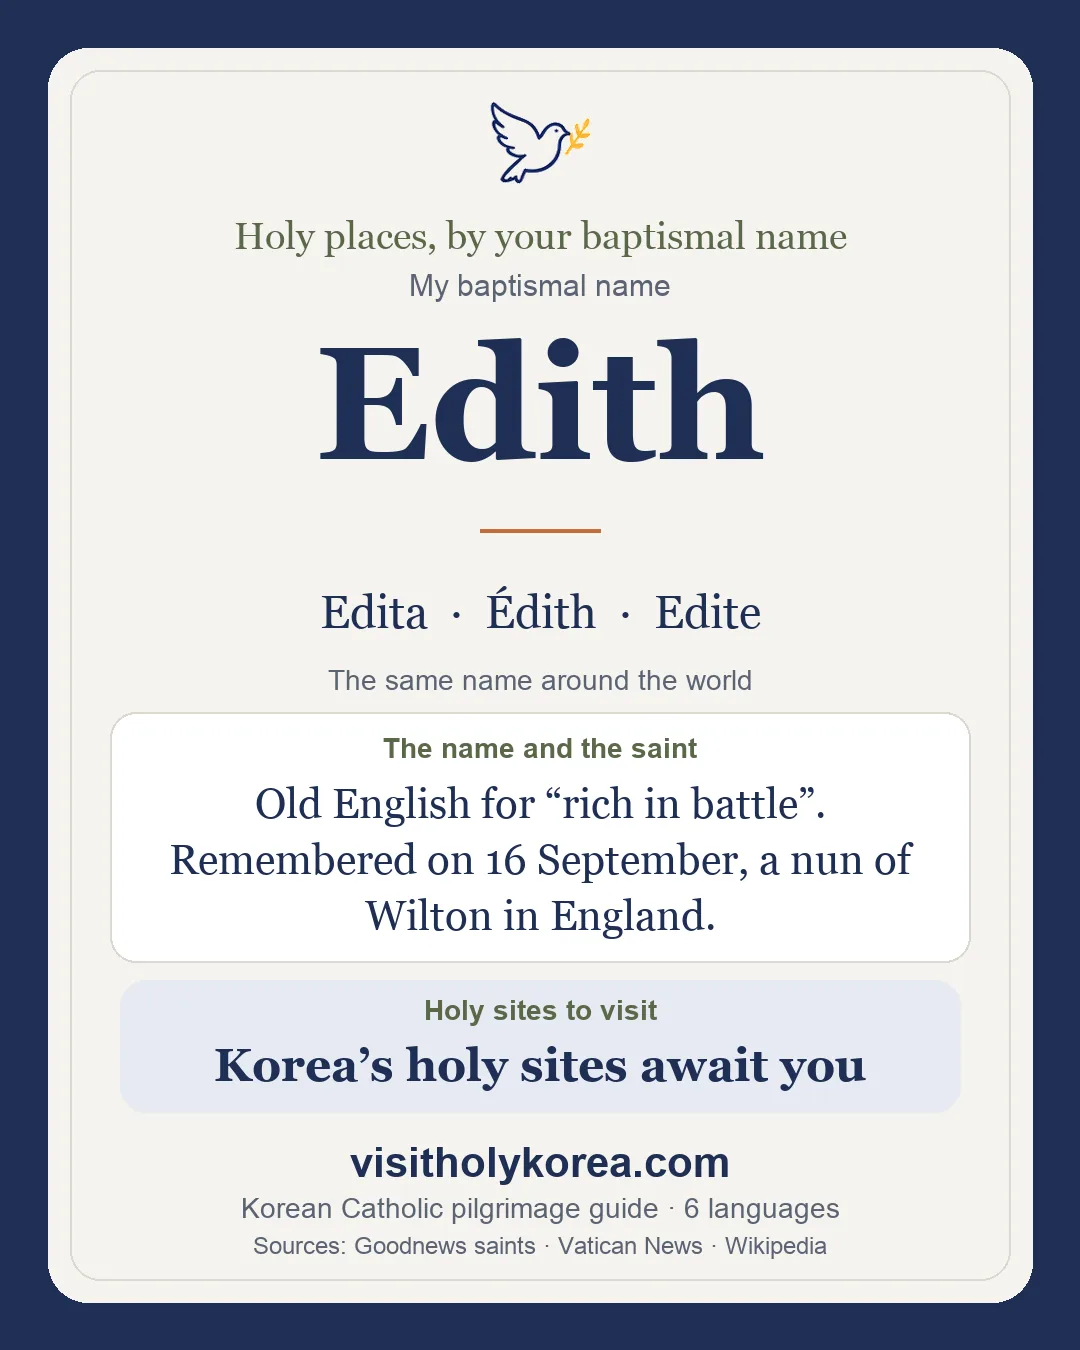 Holy places, by your baptismal name
My baptismal name
Edith
Edita · Édith · Edite
The same name around the world
The name and the saint
Old English for “rich in battle”.
Remembered on 16 September, a nun of
Wilton in England.
Holy sites to visit
Korea’s holy sites await you
visitholykorea.com
Korean Catholic pilgrimage guide · 6 languages
Sources: Goodnews saints · Vatican News · Wikipedia